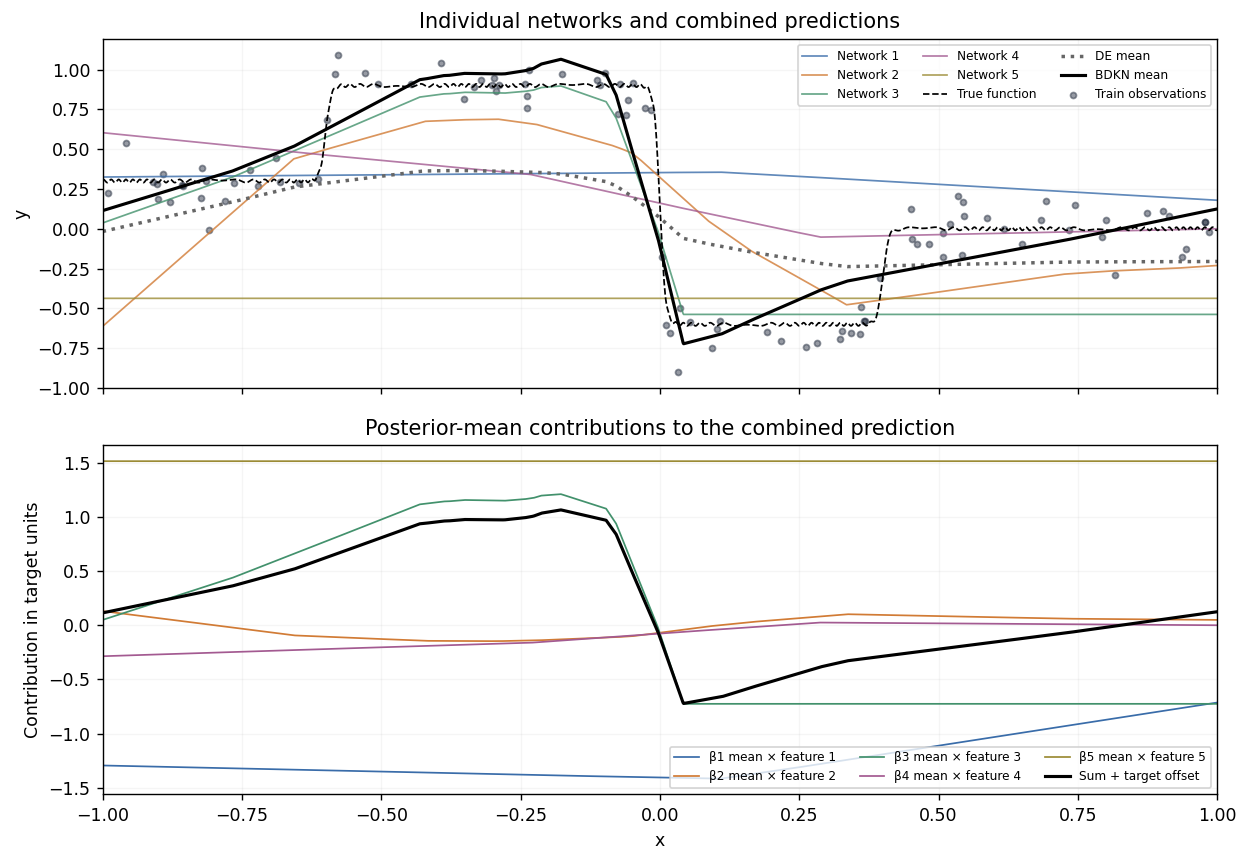 Individual networks and combined predictions
1.00
0.75
0.50
0.25
0.00
−0.25
−0.50
−0.75
−1.00
y
Network 1
Network 2
Network 3
Network 4
Network 5
True function
DE mean
BDKN mean
Train observations
Posterior-mean contributions to the combined prediction
1.5
1.0
0.5
0.0
−0.5
−1.0
−1.5
Contribution in target units
β1 mean × feature 1
β2 mean × feature 2
β3 mean × feature 3
β4 mean × feature 4
β5 mean × feature 5
Sum + target offset
−1.00
−0.75
−0.50
−0.25
0.00
0.25
0.50
0.75
1.00
x